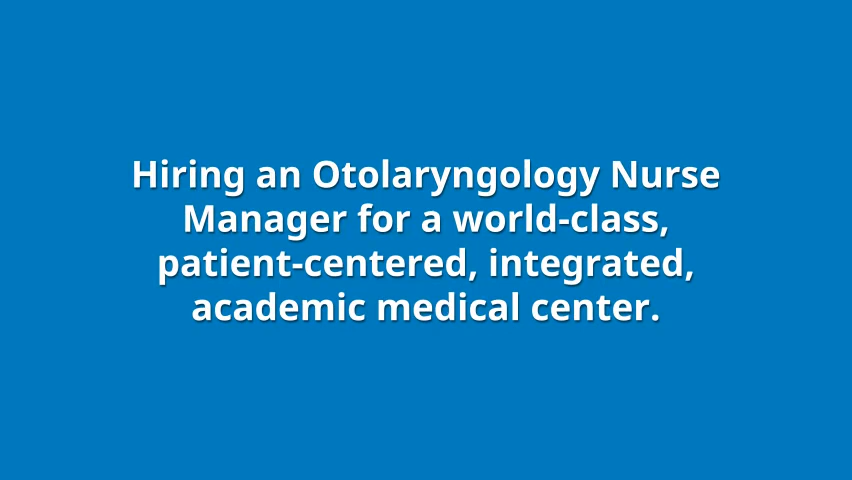 Hiring an Otolaryngology Nurse
Manager for a world-class,
patient-centered, integrated,
academic medical center.